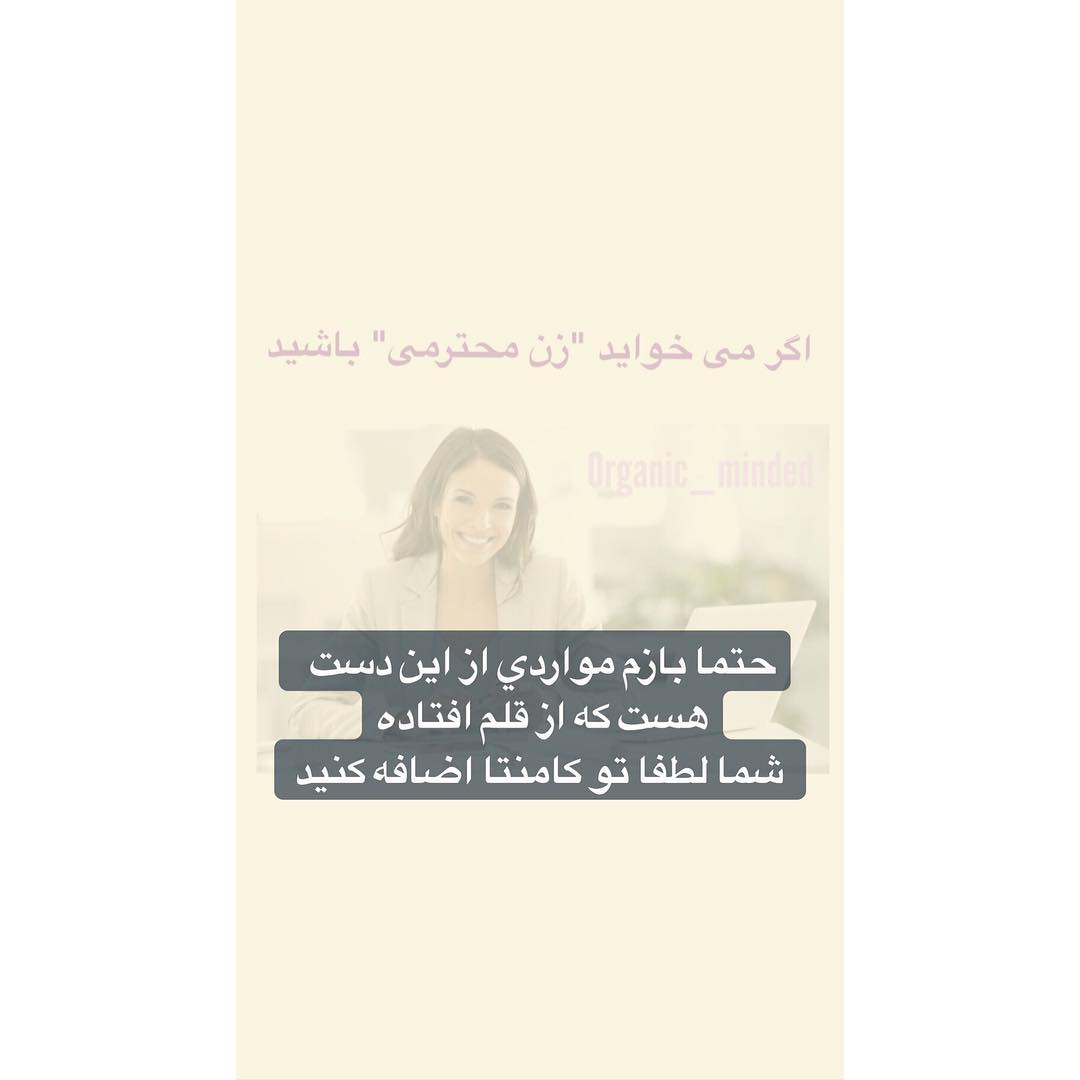 اگر می خواید "زن محترمی" باشید
Organic_minded
حتما بازم مواردي از این دست
هست که از قلم افتاده
شما لطفا تو کامنتا اضافه کنید